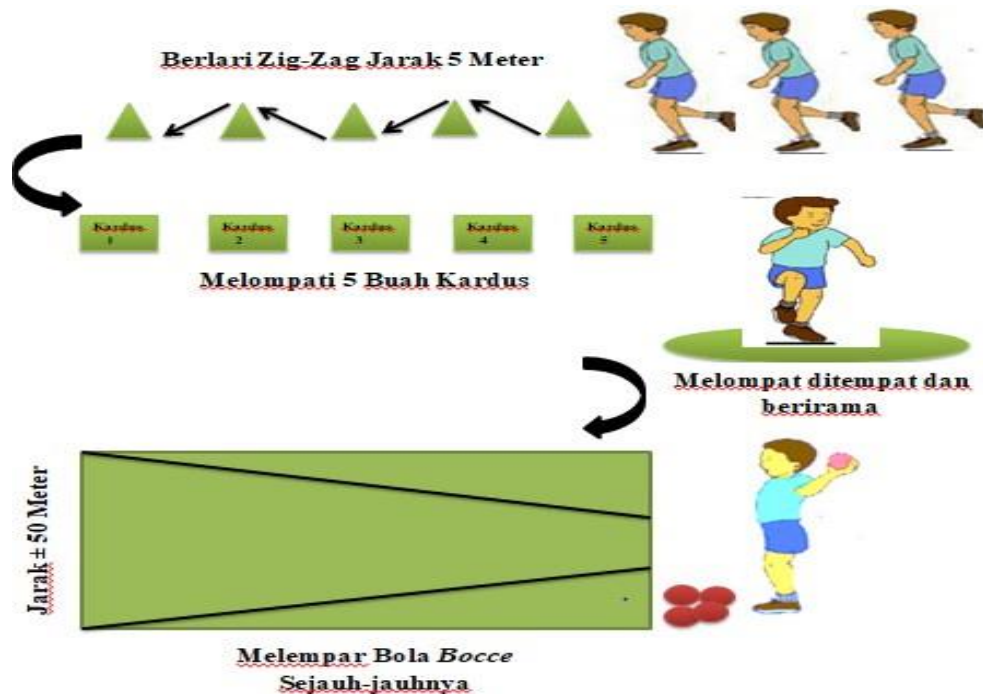 Berlari Zig-Zag Jarak 5 Meter
Kardus
1
Kardus
2
Kardus
3
Kardus
4
Kardus
5
Melompati 5 Buah Kardus
Melompat ditempat dan
berirama
Jarak ± 50 Meter
Melempar Bola Bocce
Sejauh-jauhnya